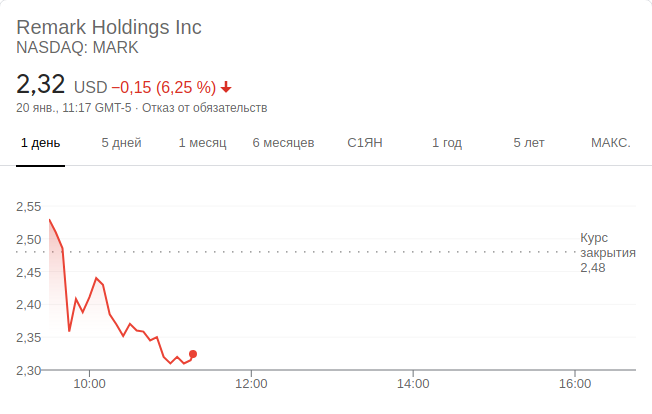 Remark Holdings Inc
NASDAQ: MARK
2,32 USD −0,15 (6,25 %)
20 янв., 11:17 GMT-5 · Отказ от обязательств
1 день 5 дней 1 месяц 6 месяцев С1ЯН 1 год 5 лет МАКС.
2,55
2,50
2,45
2,40
2,35
2,30
Курс
закрытия
2,48
10:00 12:00 14:00 16:00